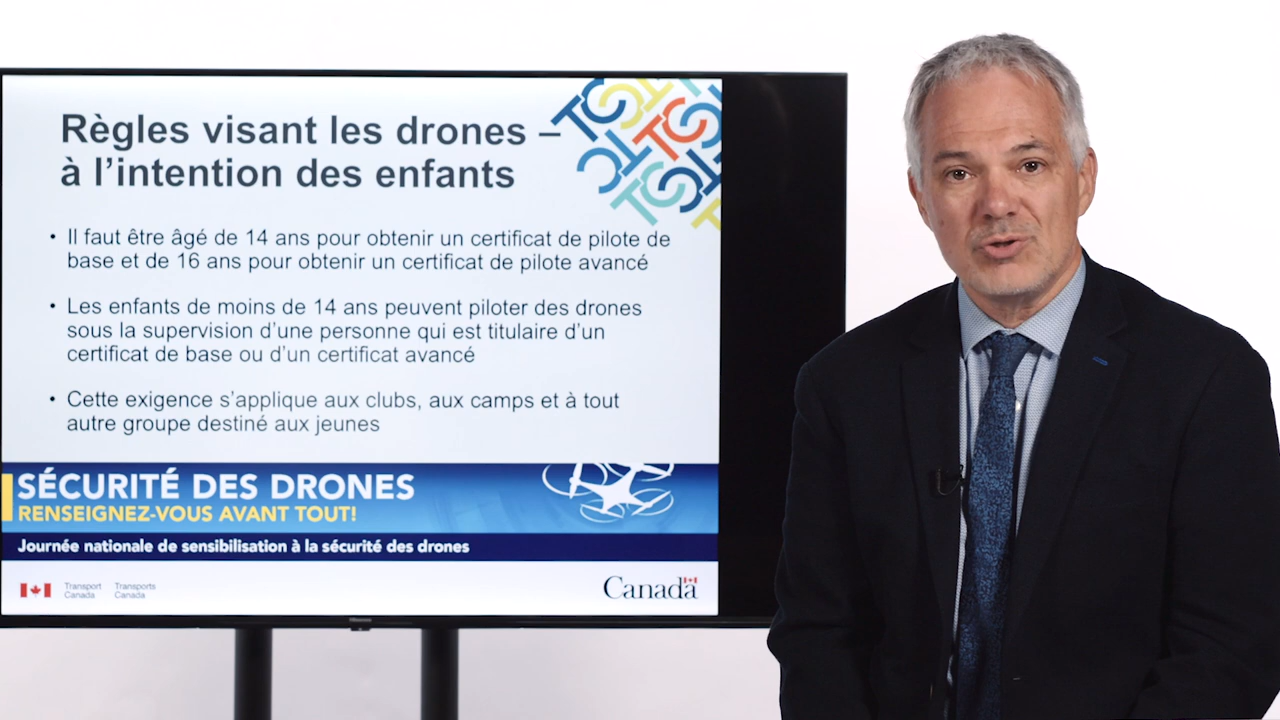 Règles visant les drones –
à l'intention des enfants
• Il faut être âgé de 14 ans pour obtenir un certificat de pilote de
base et de 16 ans pour obtenir un certificat de pilote avancé
• Les enfants de moins de 14 ans peuvent piloter des drones
sous la supervision d'une personne qui est titulaire d'un
certificat de base ou d'un certificat avancé
• Cette exigence s'applique aux clubs, aux camps et à tout
autre groupe destiné aux jeunes
SÉCURITÉ DES DRONES
RENSEIGNEZ-VOUS AVANT TOUT!
Journée nationale de sensibilisation à la sécurité des drones
Transport Transports
Canada Canada
Canada
Hisense